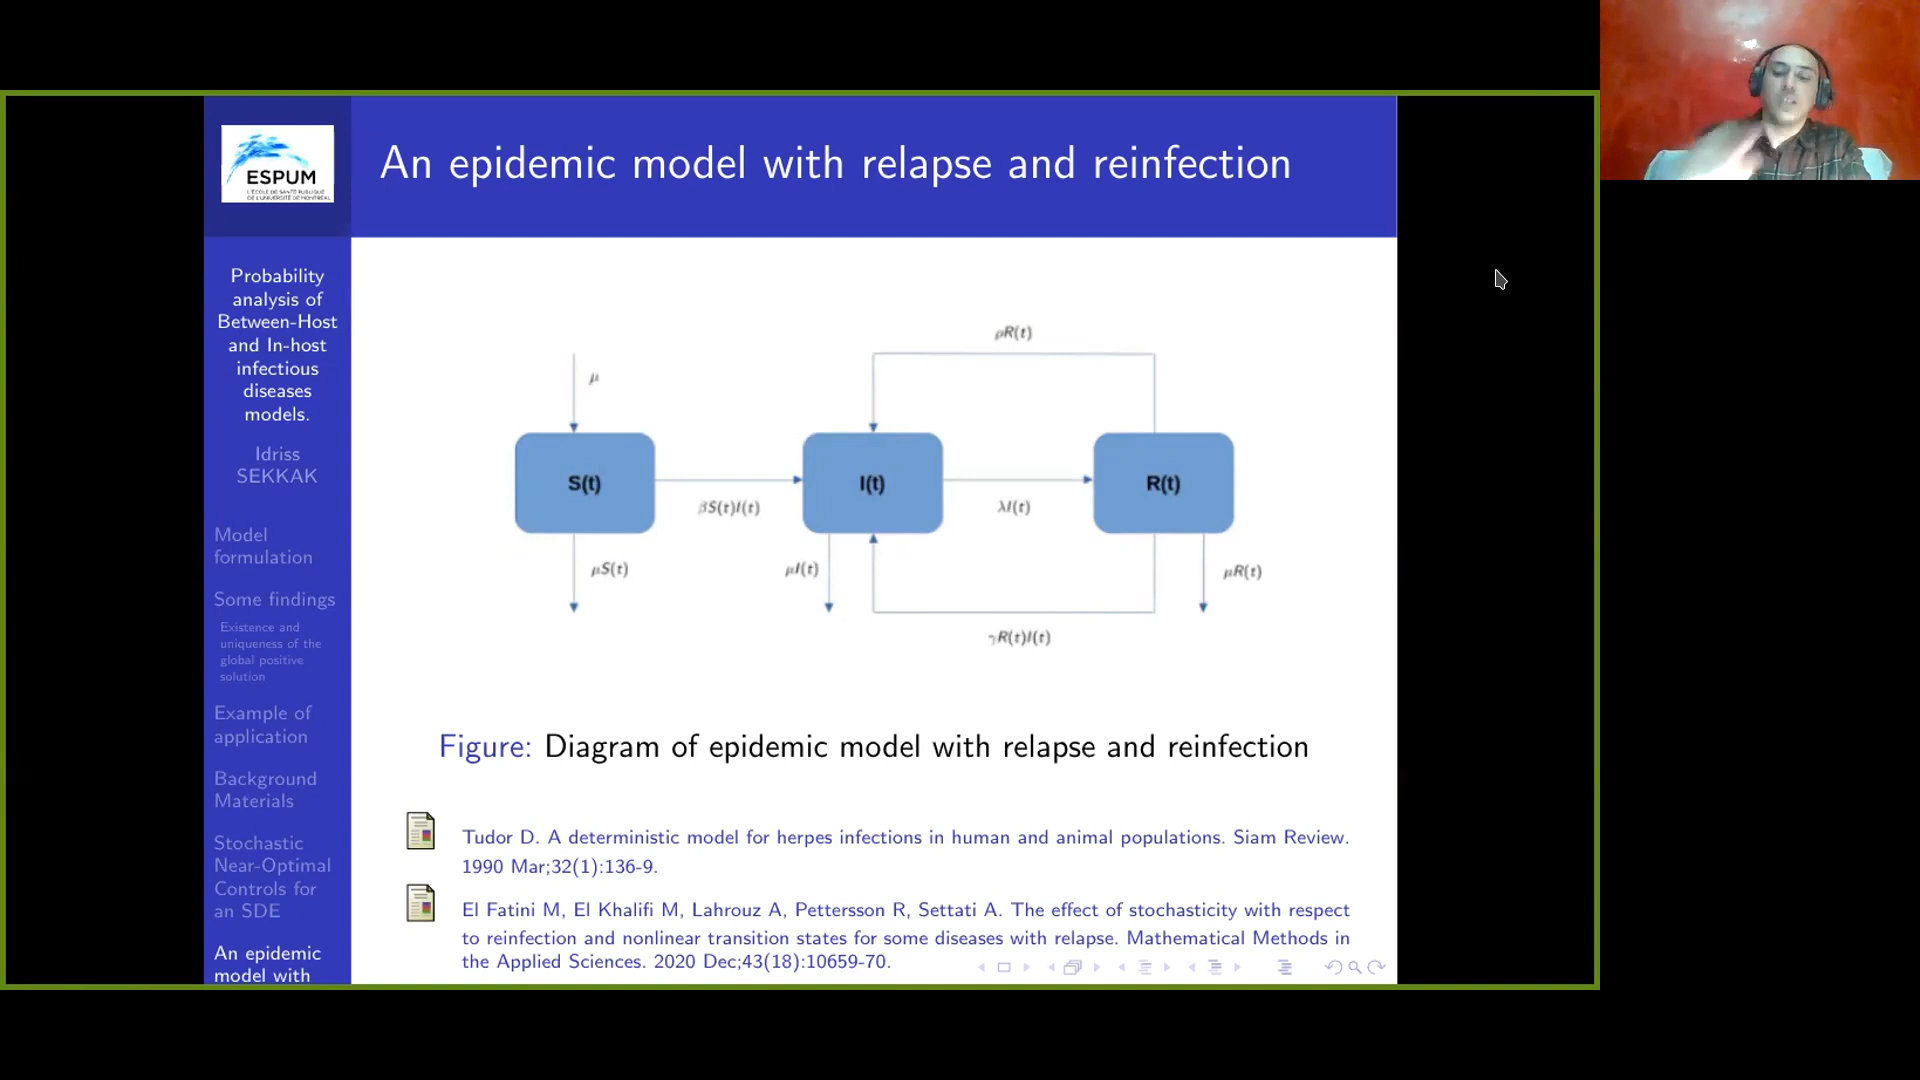 ESPUM
L'ÉCOLE DE SANTÉ PUBLIQUE
DE L'UNIVERSITÉ DE MONTRÉAL
An epidemic model with relapse and reinfection
Probability
analysis of
Between-Host
and In-host
infectious
diseases
models.
Idriss
SEKKAK
Model
formulation
Some findings
Existence and
uniqueness of the
global positive
solution
Example of
application
Background
Materials
Stochastic
Near-Optimal
Controls for
an SDE
An epidemic
model with
ρR(t)
μ
S(t)
I(t)
R(t)
βS(t)I(t)
λI(t)
μS(t)
μI(t)
μR(t)
γR(t)I(t)
Figure: Diagram of epidemic model with relapse and reinfection
Tudor D. A deterministic model for herpes infections in human and animal populations. Siam Review.
1990 Mar;32(1):136-9.
El Fatini M, El Khalifi M, Lahrouz A, Pettersson R, Settati A. The effect of stochasticity with respect
to reinfection and nonlinear transition states for some diseases with relapse. Mathematical Methods in
the Applied Sciences. 2020 Dec;43(18):10659-70.